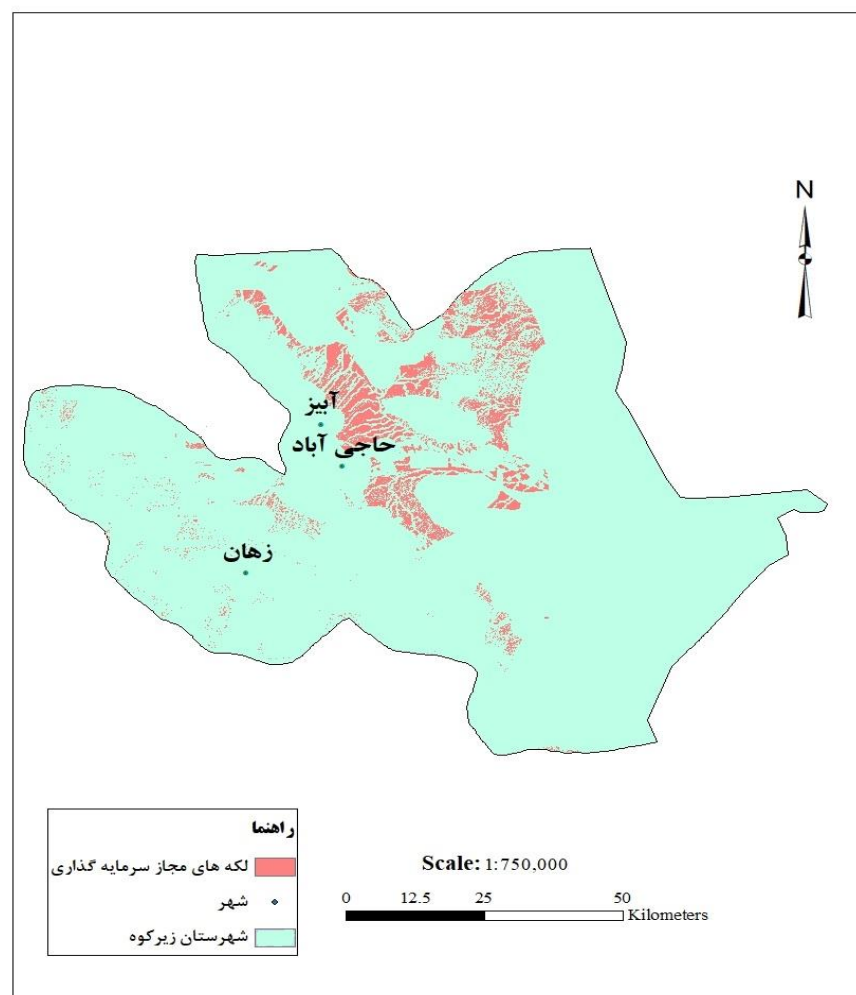 N
آبیز
حاجی آباد
زهان
راهنما
لکه های مجاز سرمایه گذاری
شهر
شهرستان زیرکوه
Scale: 1:750,000
0 12.5 25 50
Kilometers